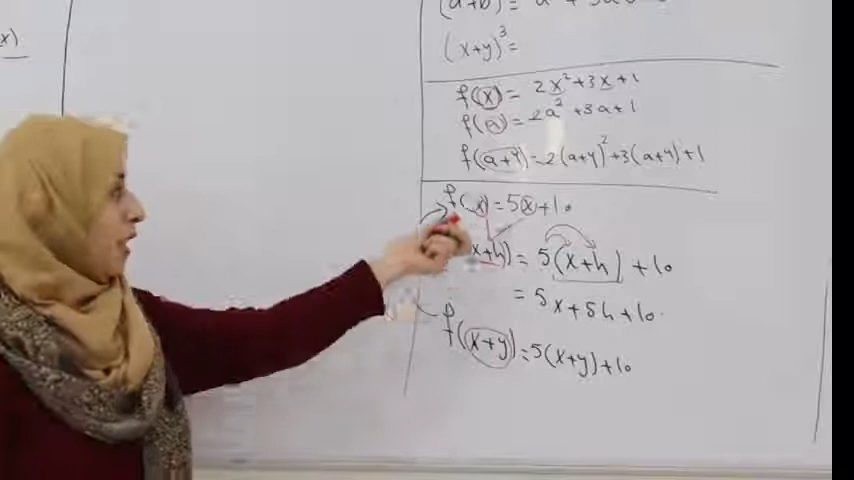 x)
(a+b) = a
(x+y)³ =
f(x) = 2x²+3x+1
f(a) = 2a²+3a+1
f(a+y) = 2(a+y)²+3(a+y)+1
f(x) = 5x+10
x+h) = 5(x+h)+10
= 5x+5h+10
f(x+y) = 5(x+y)+10